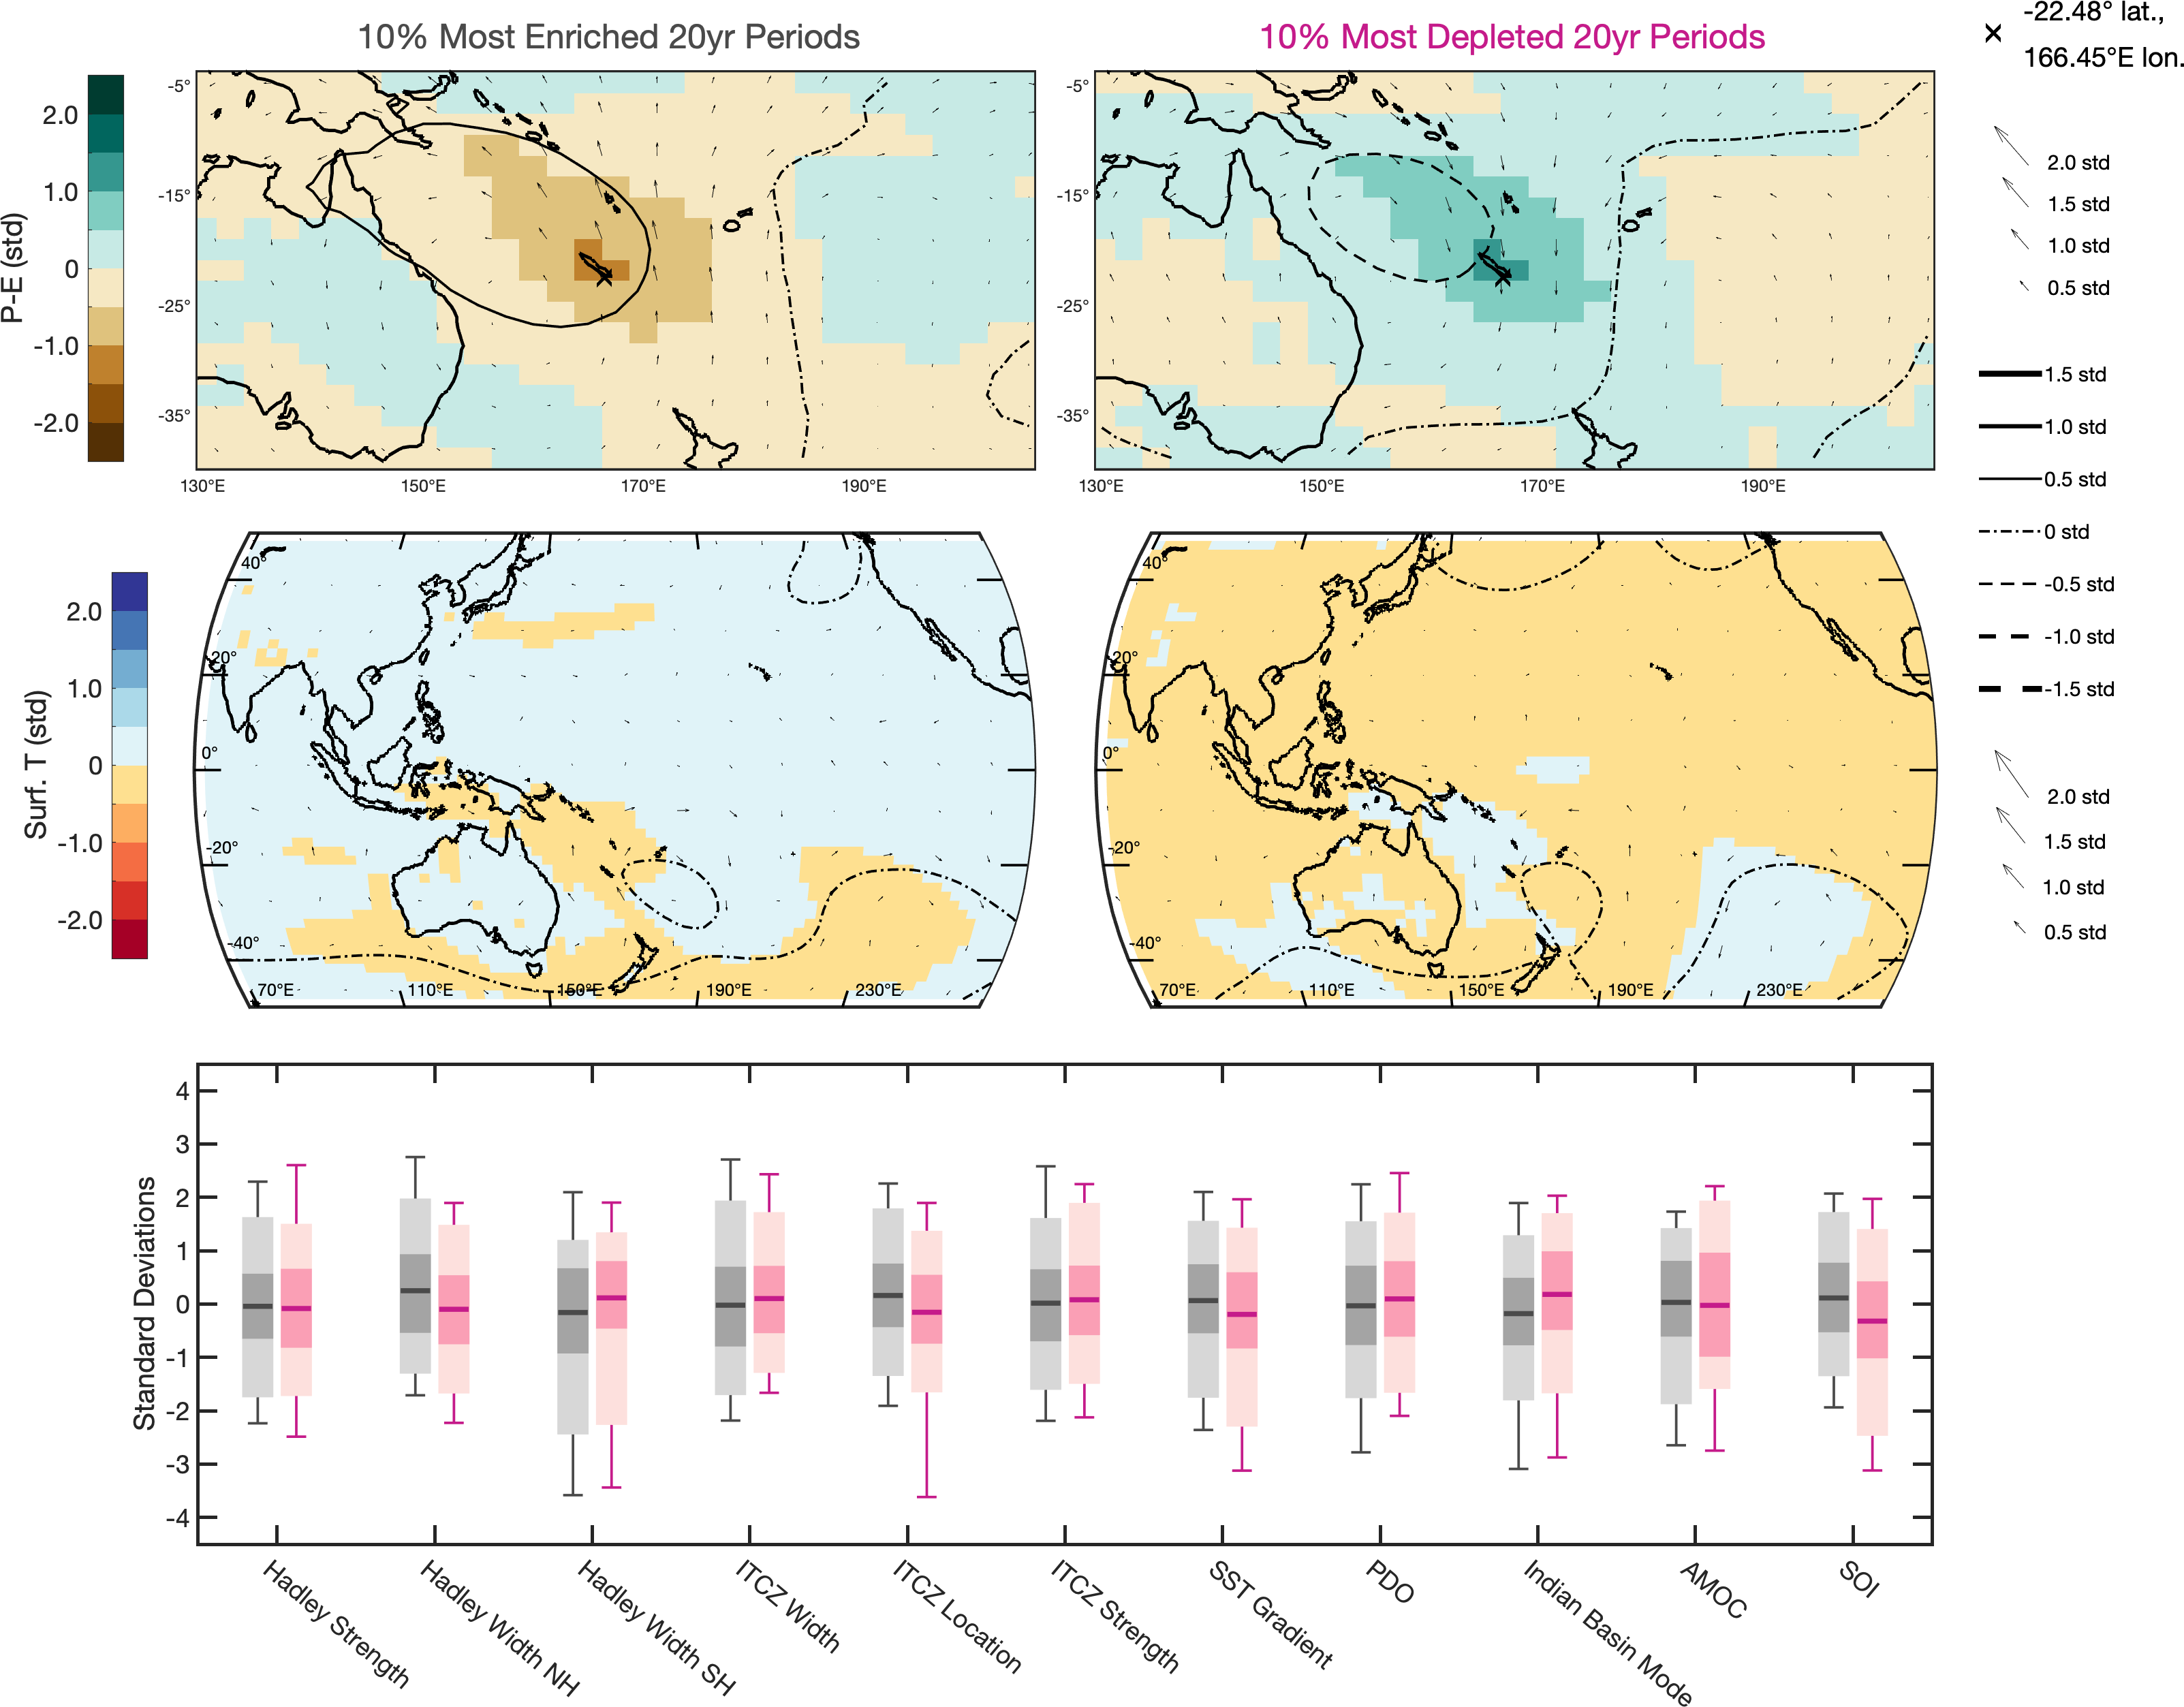 10% Most Enriched 20yr Periods
10% Most Depleted 20yr Periods
-22.48° lat.,
166.45°E lon.
P-E (std)
2.0
1.0
0
-1.0
-2.0
-5°
-15°
-25°
-35°
130°E
150°E
170°E
190°E
-5°
-15°
-25°
-35°
130°E
150°E
170°E
190°E
2.0 std
1.5 std
1.0 std
0.5 std
1.5 std
1.0 std
0.5 std
0 std
-0.5 std
-1.0 std
-1.5 std
Surf. T (std)
2.0
1.0
0
-1.0
-2.0
40°
20°
0°
-20°
-40°
70°E
110°E
150°E
190°E
230°E
40°
20°
0°
-20°
-40°
70°E
110°E
150°E
190°E
230°E
2.0 std
1.5 std
1.0 std
0.5 std
Standard Deviations
4
3
2
1
0
-1
-2
-3
-4
Hadley Strength
Hadley Width NH
Hadley Width SH
ITCZ Width
ITCZ Location
ITCZ Strength
SST Gradient
PDO
Indian Basin Mode
AMOC
SOI